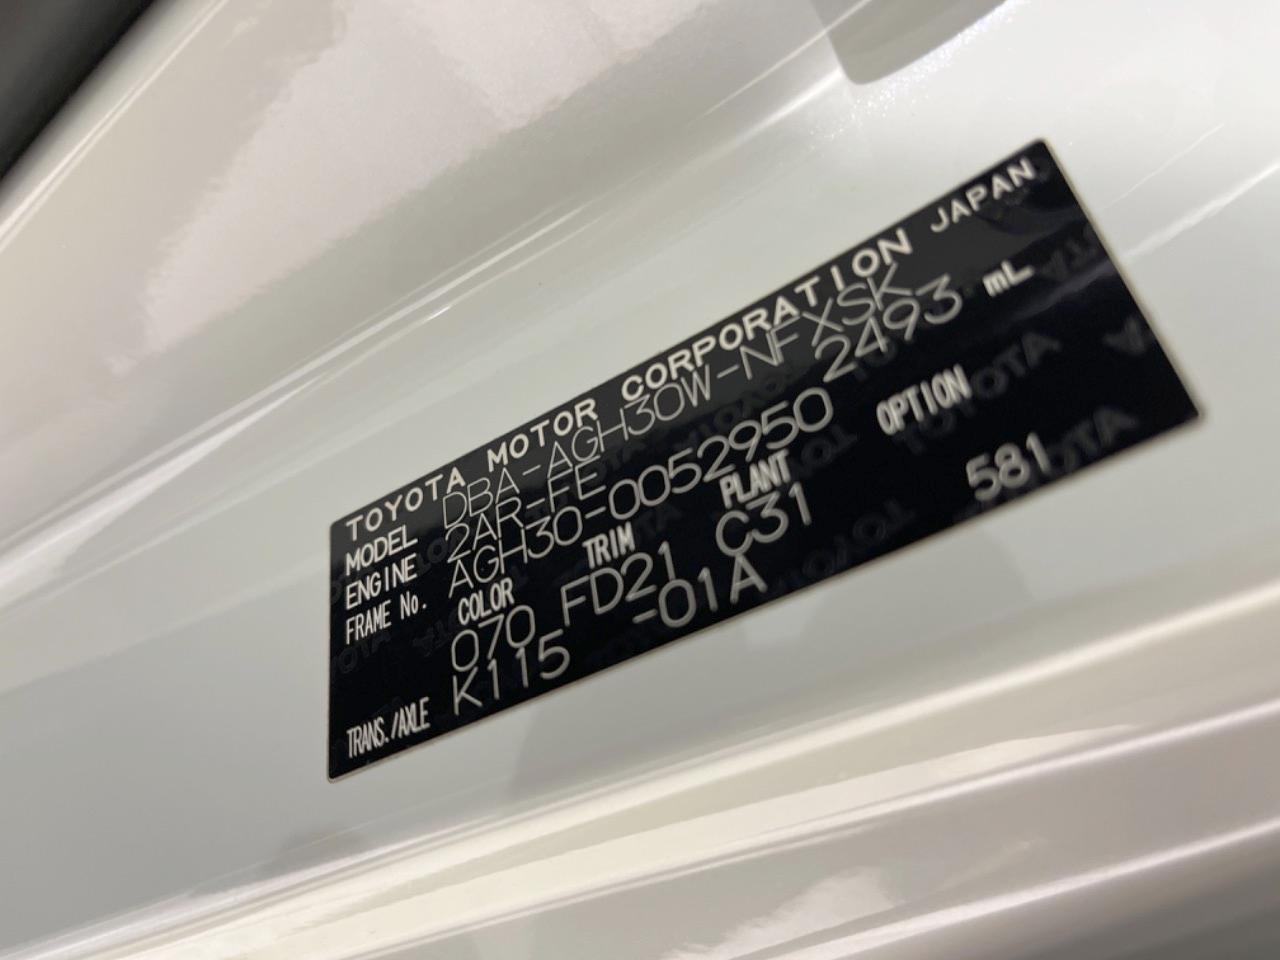 TOYOTA MOTOR CORPORATION JAPAN
MODEL DBA-AGH30W-NFXSK
ENGINE 2AR-FE 2493 mL
FRAME No. AGH30-0052950
COLOR TRIM PLANT OPTION
070 FD21 C31 581
TRANS./AXLE K115 -01A